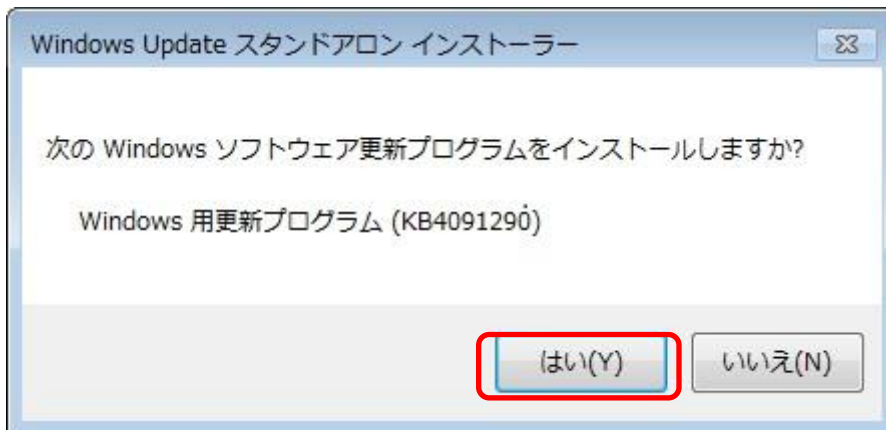 Windows Update スタンドアロン インストーラー
次の Windows ソフトウェア更新プログラムをインストールしますか?
Windows 用更新プログラム (KB4091290)
はい(Y)
いいえ(N)